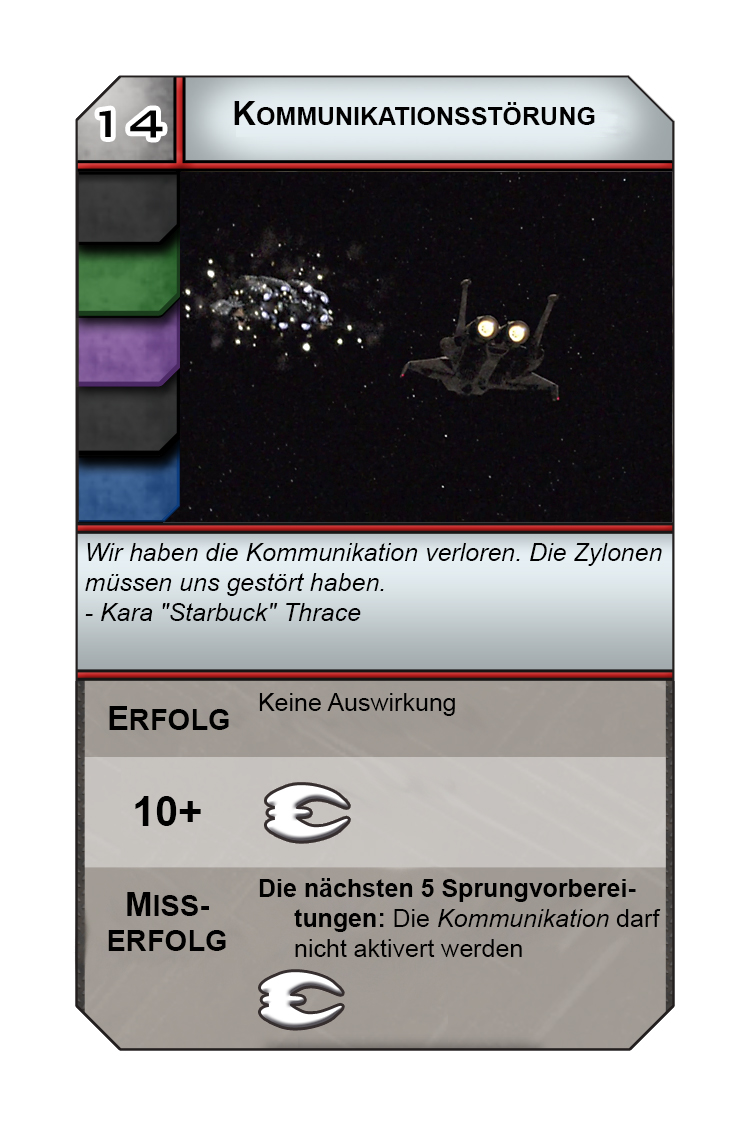 14
KOMMUNIKATIONSSTÖRUNG
Wir haben die Kommunikation verloren. Die Zylonen
müssen uns gestört haben.
- Kara "Starbuck" Thrace
ERFOLG
Keine Auswirkung
10+
MISS-
ERFOLG
Die nächsten 5 Sprungvorberei-
tungen: Die Kommunikation darf
nicht aktivert werden